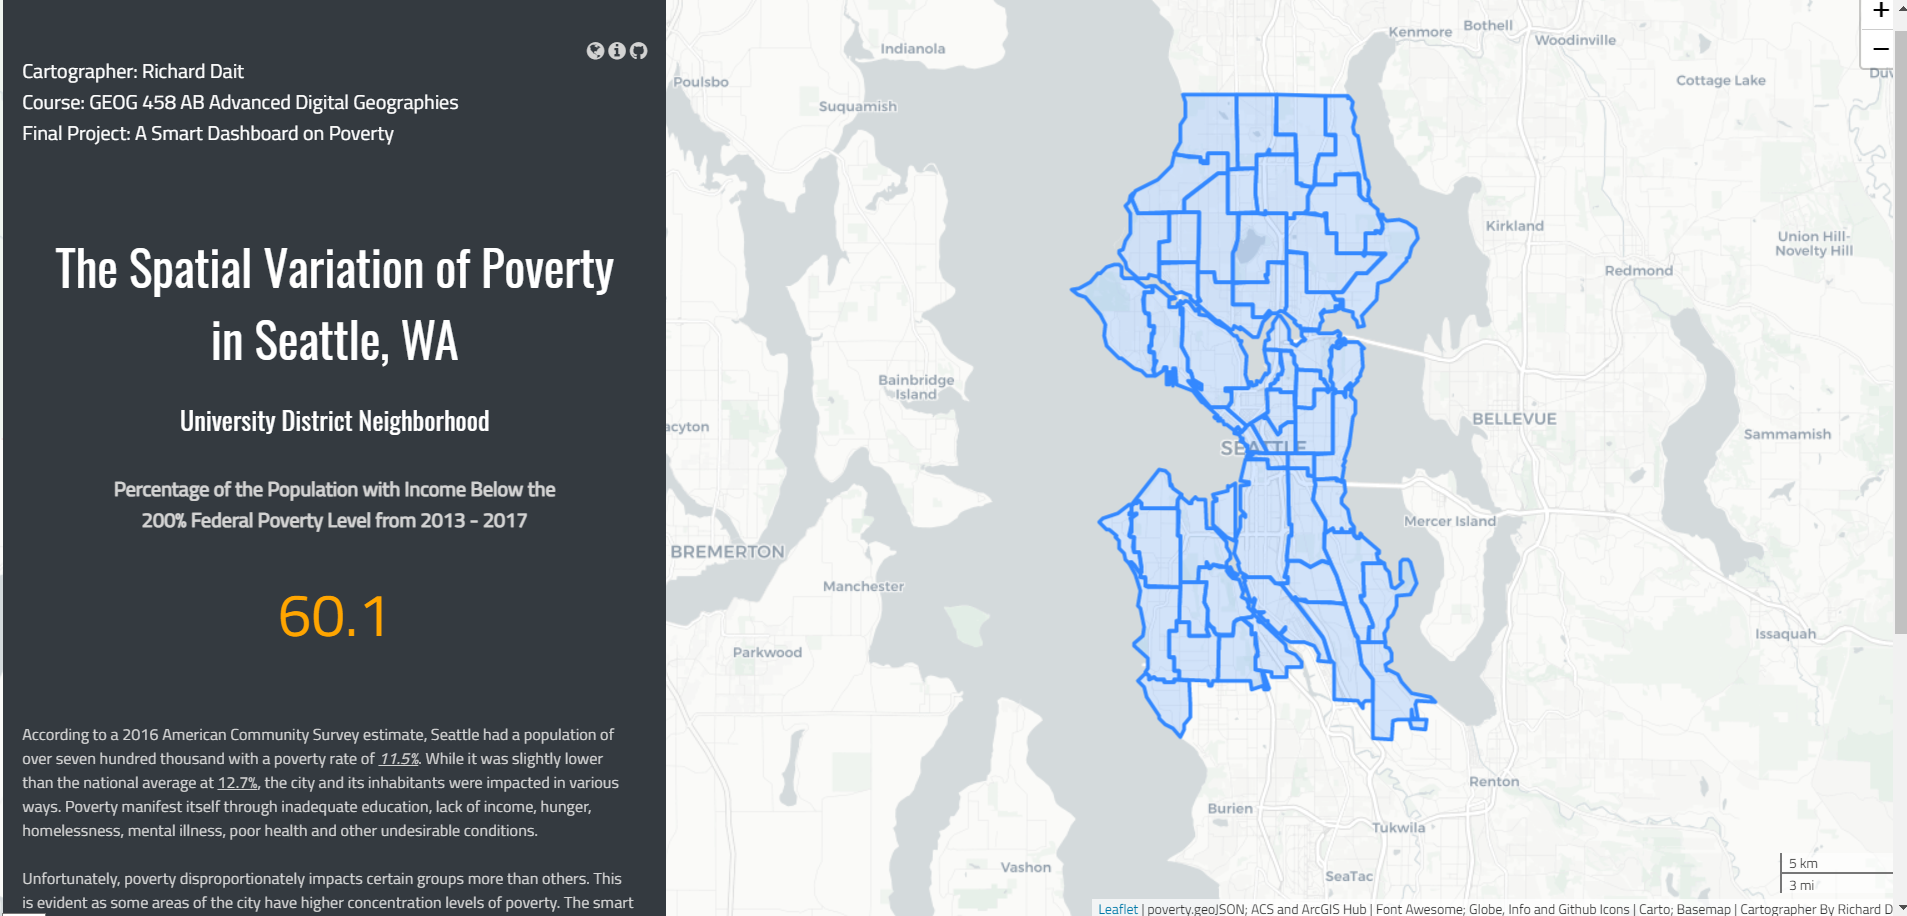 Cartographer: Richard Dait
Course: GEOG 458 AB Advanced Digital Geographies
Final Project: A Smart Dashboard on Poverty
The Spatial Variation of Poverty
in Seattle, WA
University District Neighborhood
Percentage of the Population with Income Below the
200% Federal Poverty Level from 2013 - 2017
60.1
According to a 2016 American Community Survey estimate, Seattle had a population of
over seven hundred thousand with a poverty rate of 11.5%. While it was slightly lower
than the national average at 12.7%, the city and its inhabitants were impacted in various
ways. Poverty manifest itself through inadequate education, lack of income, hunger,
homelessness, mental illness, poor health and other undesirable conditions.
Unfortunately, poverty disproportionately impacts certain groups more than others. This
is evident as some areas of the city have higher concentration levels of poverty. The smart
Indianola
Poulsbo
Suquamish
Kenmore
Bothell
Woodinville
Cottage Lake
Duv
+
−
Kirkland
Union Hill-
Novelty Hill
Redmond
Bainbridge
Island
acyton
SEATTLE
BELLEVUE
Sammamish
Mercer Island
BREMERTON
Manchester
Parkwood
Issaquah
Renton
Burien
Tukwila
Vashon
SeaTac
5 km
3 mi
Leaflet | poverty.geoJSON; ACS and ArcGIS Hub | Font Awesome; Globe, Info and Github Icons | Carto; Basemap | Cartographer By Richard D